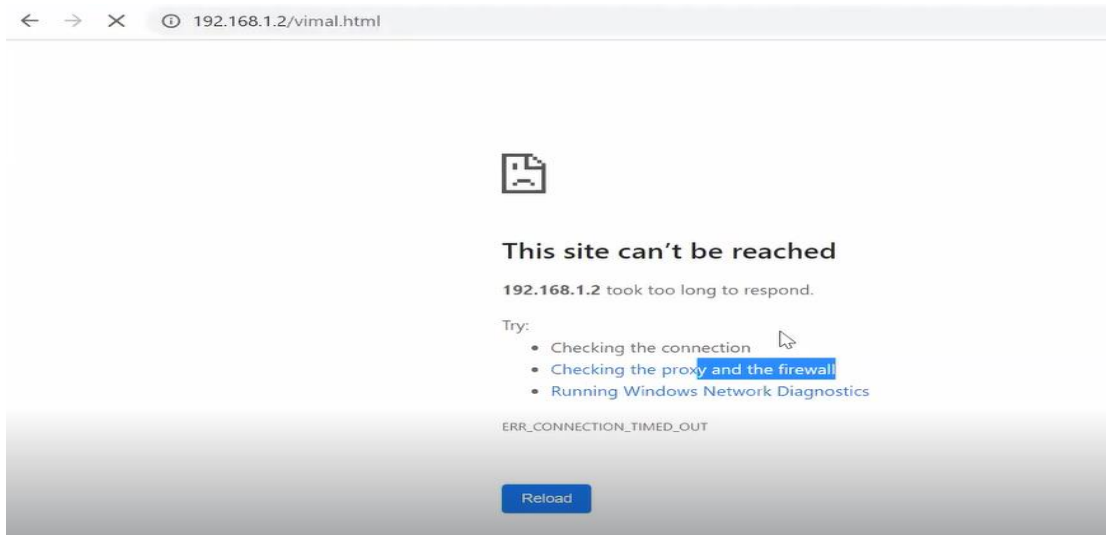 192.168.1.2/vimal.html
This site can't be reached
192.168.1.2 took too long to respond.
Try:
Checking the connection
Checking the proxy and the firewall
Running Windows Network Diagnostics
ERR_CONNECTION_TIMED_OUT
Reload